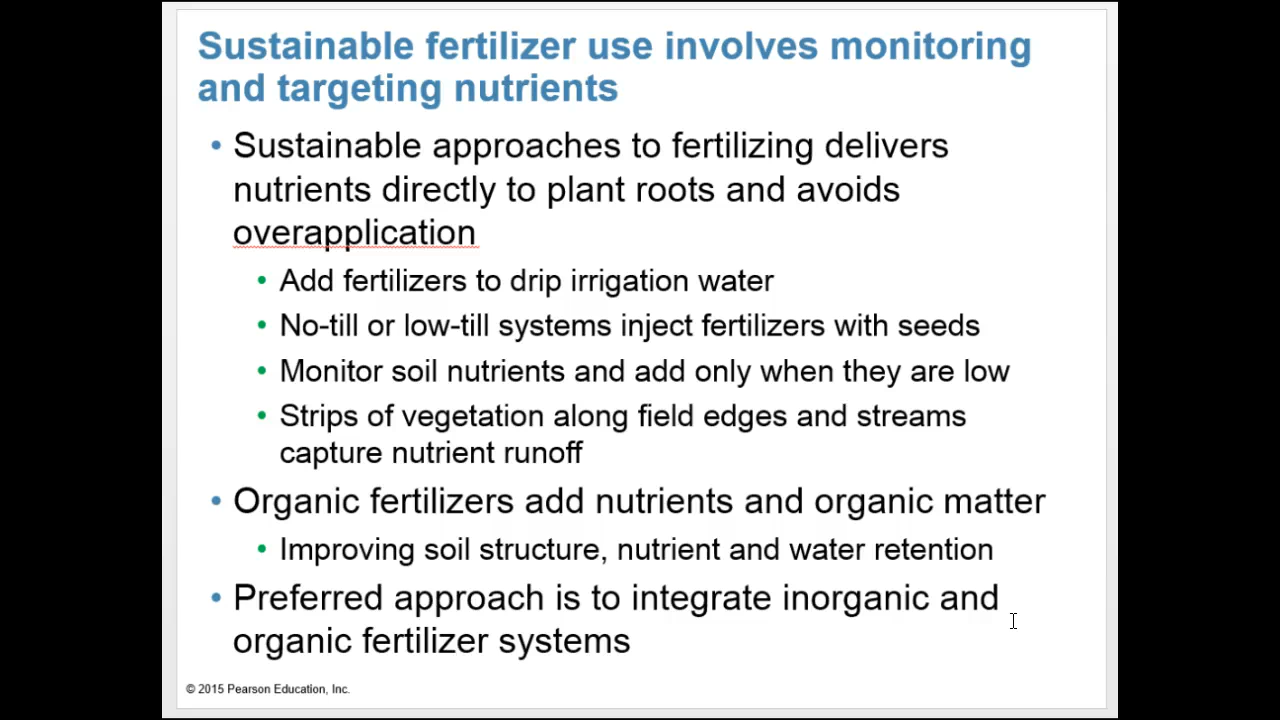 Sustainable fertilizer use involves monitoring
and targeting nutrients
• Sustainable approaches to fertilizing delivers
nutrients directly to plant roots and avoids
overapplication
• Add fertilizers to drip irrigation water
• No-till or low-till systems inject fertilizers with seeds
• Monitor soil nutrients and add only when they are low
• Strips of vegetation along field edges and streams
capture nutrient runoff
• Organic fertilizers add nutrients and organic matter
• Improving soil structure, nutrient and water retention
• Preferred approach is to integrate inorganic and
organic fertilizer systems
© 2015 Pearson Education, Inc.